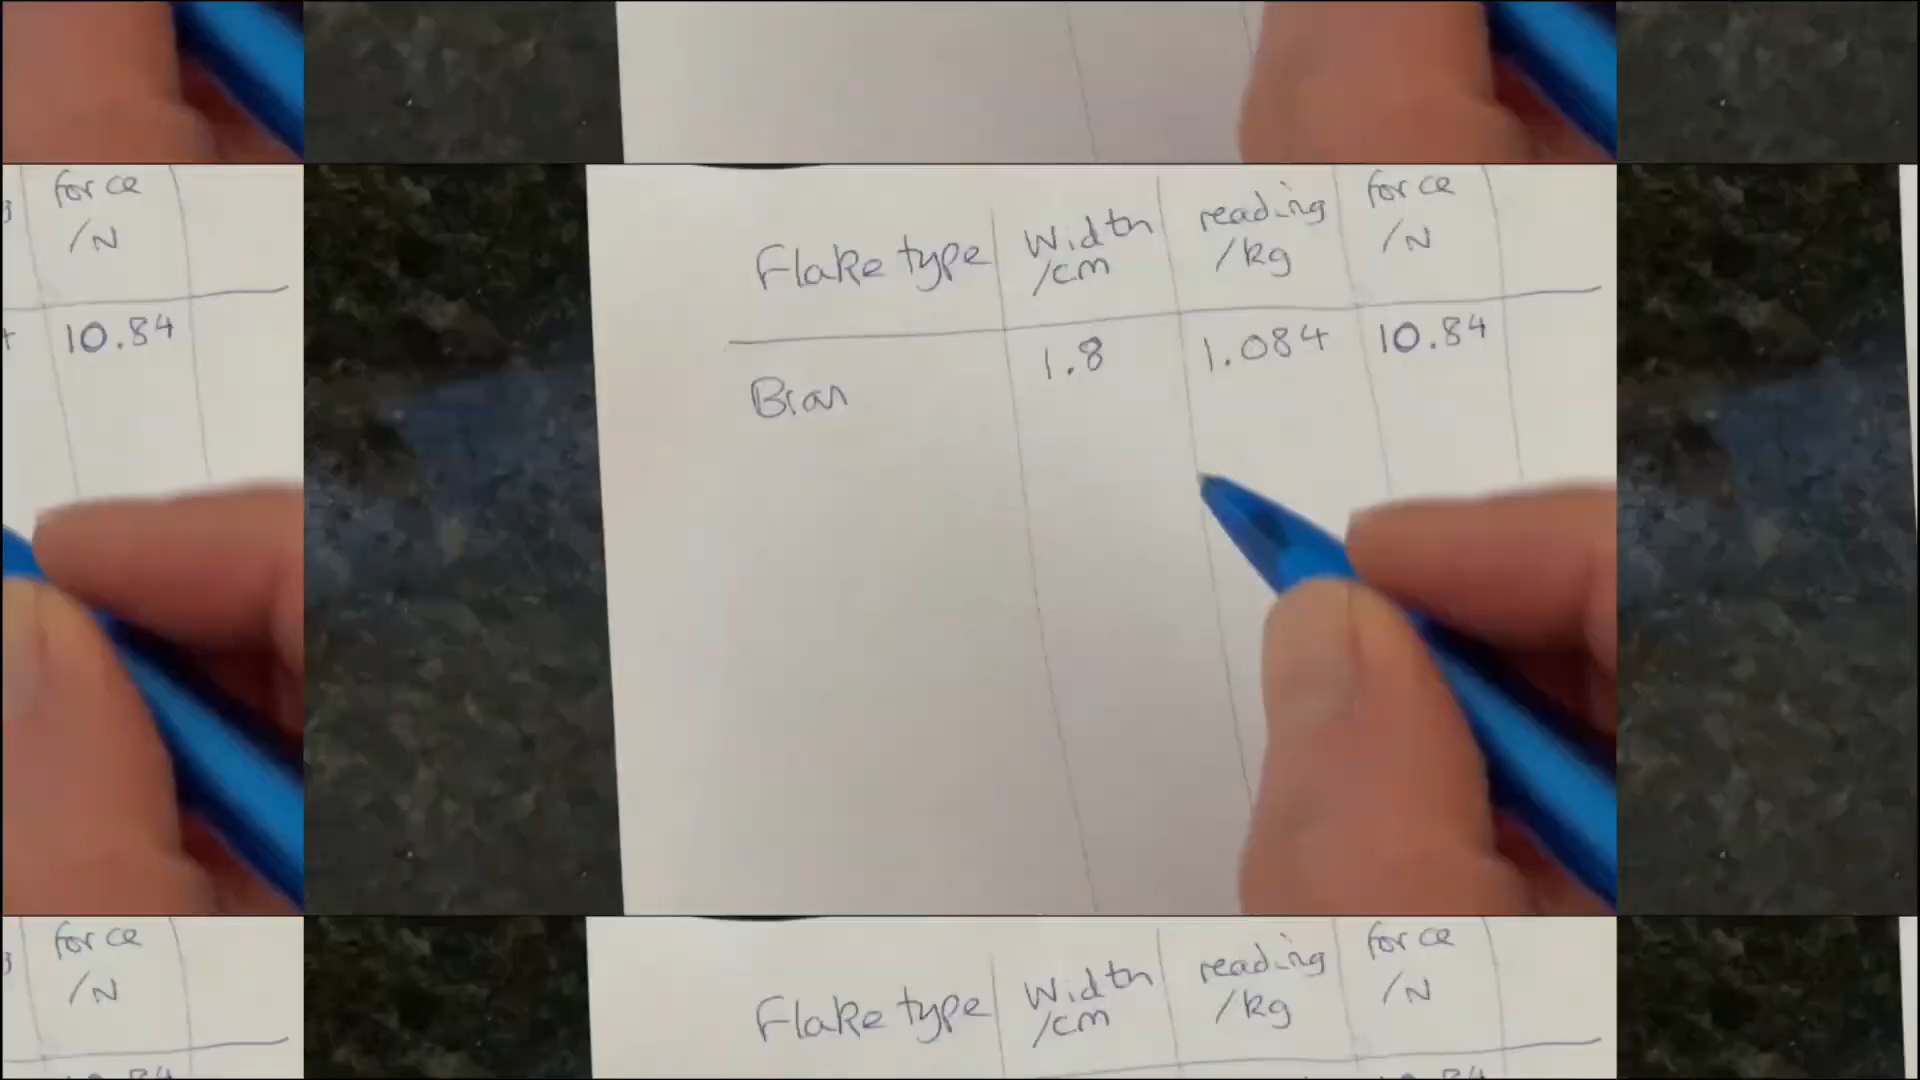 Flake type Width /cm reading /kg force /N
Bran 1.8 1.084 10.84